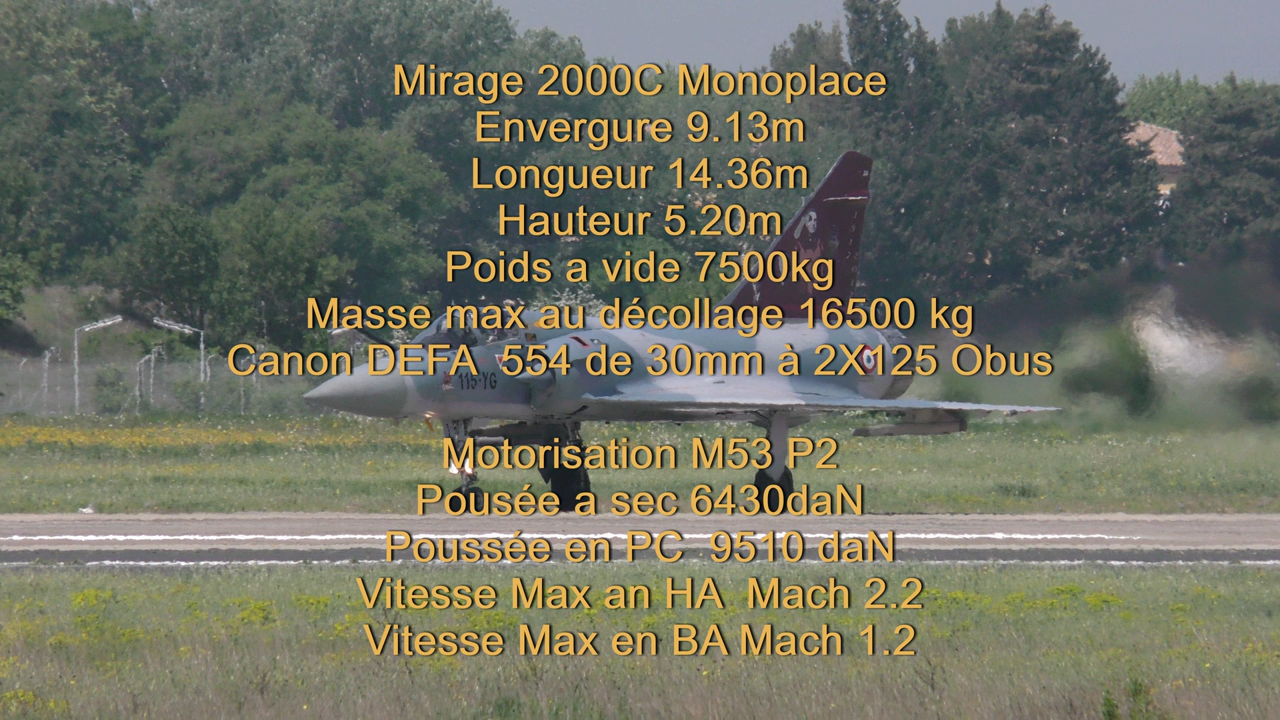 Mirage 2000C Monoplace
Envergure 9.13m
Longueur 14.36m
Hauteur 5.20m
Poids a vide 7500kg
Masse max au décollage 16500 kg
Canon DEFA  554 de 30mm à 2X125 Obus
115-YG
Motorisation M53 P2
Pousée a sec 6430daN
Poussée en PC  9510 daN
Vitesse Max an HA  Mach 2.2
Vitesse Max en BA Mach 1.2